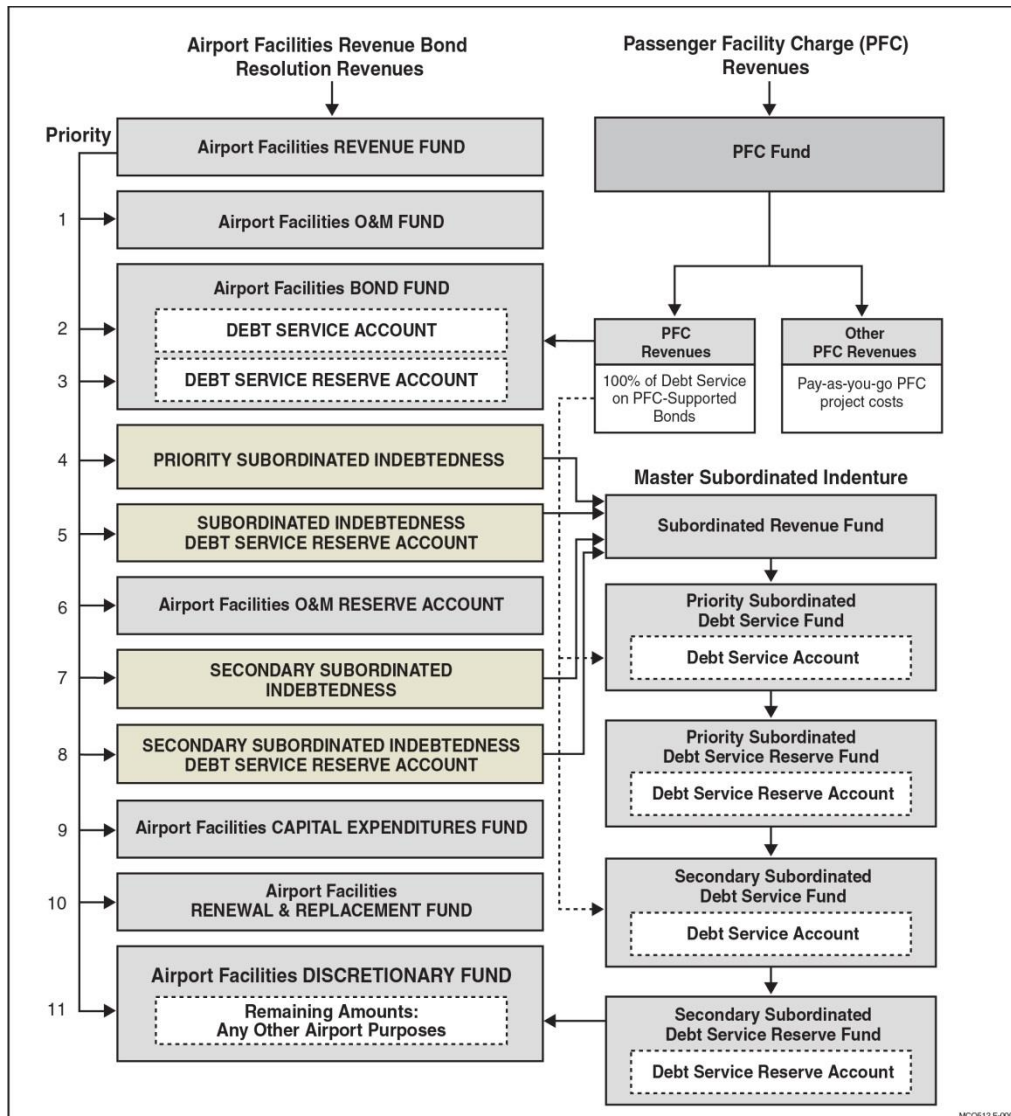 Airport Facilities Revenue Bond
Resolution Revenues
Passenger Facility Charge (PFC)
Revenues
Priority
Airport Facilities REVENUE FUND
PFC Fund
1
Airport Facilities O&M FUND
Airport Facilities BOND FUND
2
DEBT SERVICE ACCOUNT
3
DEBT SERVICE RESERVE ACCOUNT
PFC
Revenues
100% of Debt Service
on PFC-Supported
Bonds
Other
PFC Revenues
Pay-as-you-go PFC
project costs
4
PRIORITY SUBORDINATED INDEBTEDNESS
5
SUBORDINATED INDEBTEDNESS
DEBT SERVICE RESERVE ACCOUNT
6
Airport Facilities O&M RESERVE ACCOUNT
7
SECONDARY SUBORDINATED
INDEBTEDNESS
8
SECONDARY SUBORDINATED INDEBTEDNESS
DEBT SERVICE RESERVE ACCOUNT
9
Airport Facilities CAPITAL EXPENDITURES FUND
10
Airport Facilities
RENEWAL & REPLACEMENT FUND
11
Airport Facilities DISCRETIONARY FUND
Remaining Amounts:
Any Other Airport Purposes
Master Subordinated Indenture
Subordinated Revenue Fund
Priority Subordinated
Debt Service Fund
Debt Service Account
Priority Subordinated
Debt Service Reserve Fund
Debt Service Reserve Account
Secondary Subordinated
Debt Service Fund
Debt Service Account
Secondary Subordinated
Debt Service Reserve Fund
Debt Service Reserve Account